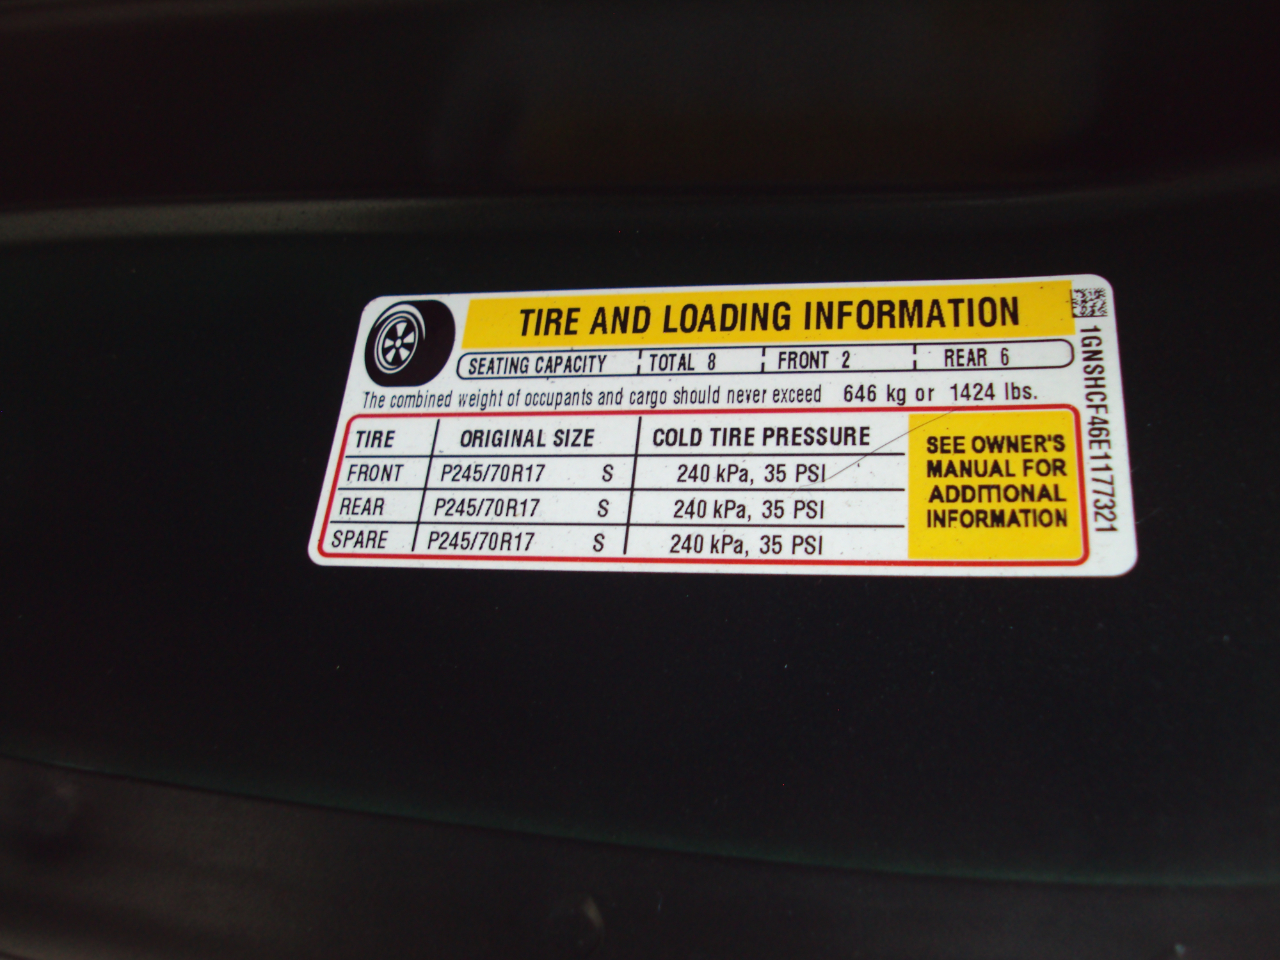 TIRE AND LOADING INFORMATION
SEATING CAPACITY TOTAL 8 FRONT 2 REAR 6
The combined weight of occupants and cargo should never exceed 646 kg or 1424 lbs.
TIRE ORIGINAL SIZE COLD TIRE PRESSURE
FRONT P245/70R17 S 240 kPa, 35 PSI
REAR P245/70R17 S 240 kPa, 35 PSI
SPARE P245/70R17 S 240 kPa, 35 PSI
SEE OWNER'S
MANUAL FOR
ADDITIONAL
INFORMATION
1GNSHCF46E1177321